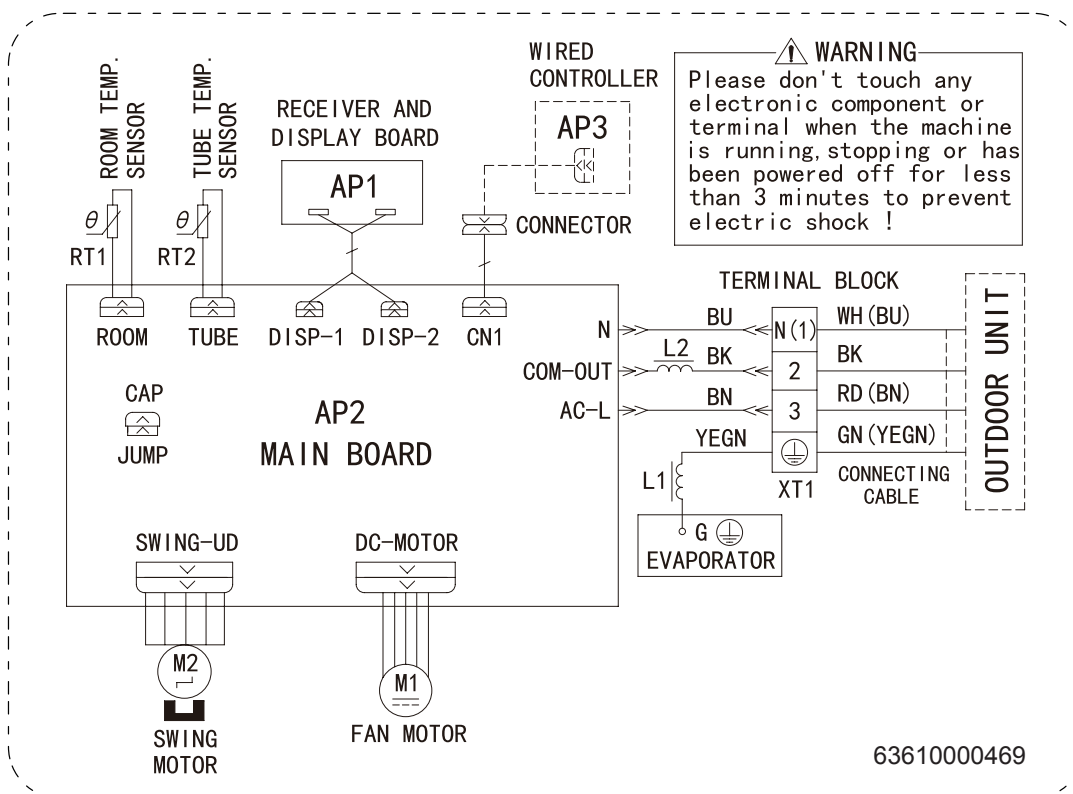 ROOM TEMP.
SENSOR
TUBE TEMP.
SENSOR
θ
RT1
θ
RT2
RECEIVER AND
DISPLAY BOARD
AP1
WIRED
CONTROLLER
AP3
CONNECTOR
WARNING
Please don't touch any
electronic component or
terminal when the machine
is running, stopping or has
been powered off for less
than 3 minutes to prevent
electric shock !
ROOM
TUBE
DISP-1
DISP-2
CN1
CAP
JUMP
AP2
MAIN BOARD
N
COM-OUT
AC-L
TERMINAL BLOCK
BU
N(1)
WH(BU)
L2
BK
2
BK
BN
3
RD(BN)
YEGN
GN(YEGN)
XT1
CONNECTING
CABLE
OUTDOOR UNIT
L1
G
EVAPORATOR
SWING-UD
DC-MOTOR
M2
SWING
MOTOR
M1
FAN MOTOR
63610000469